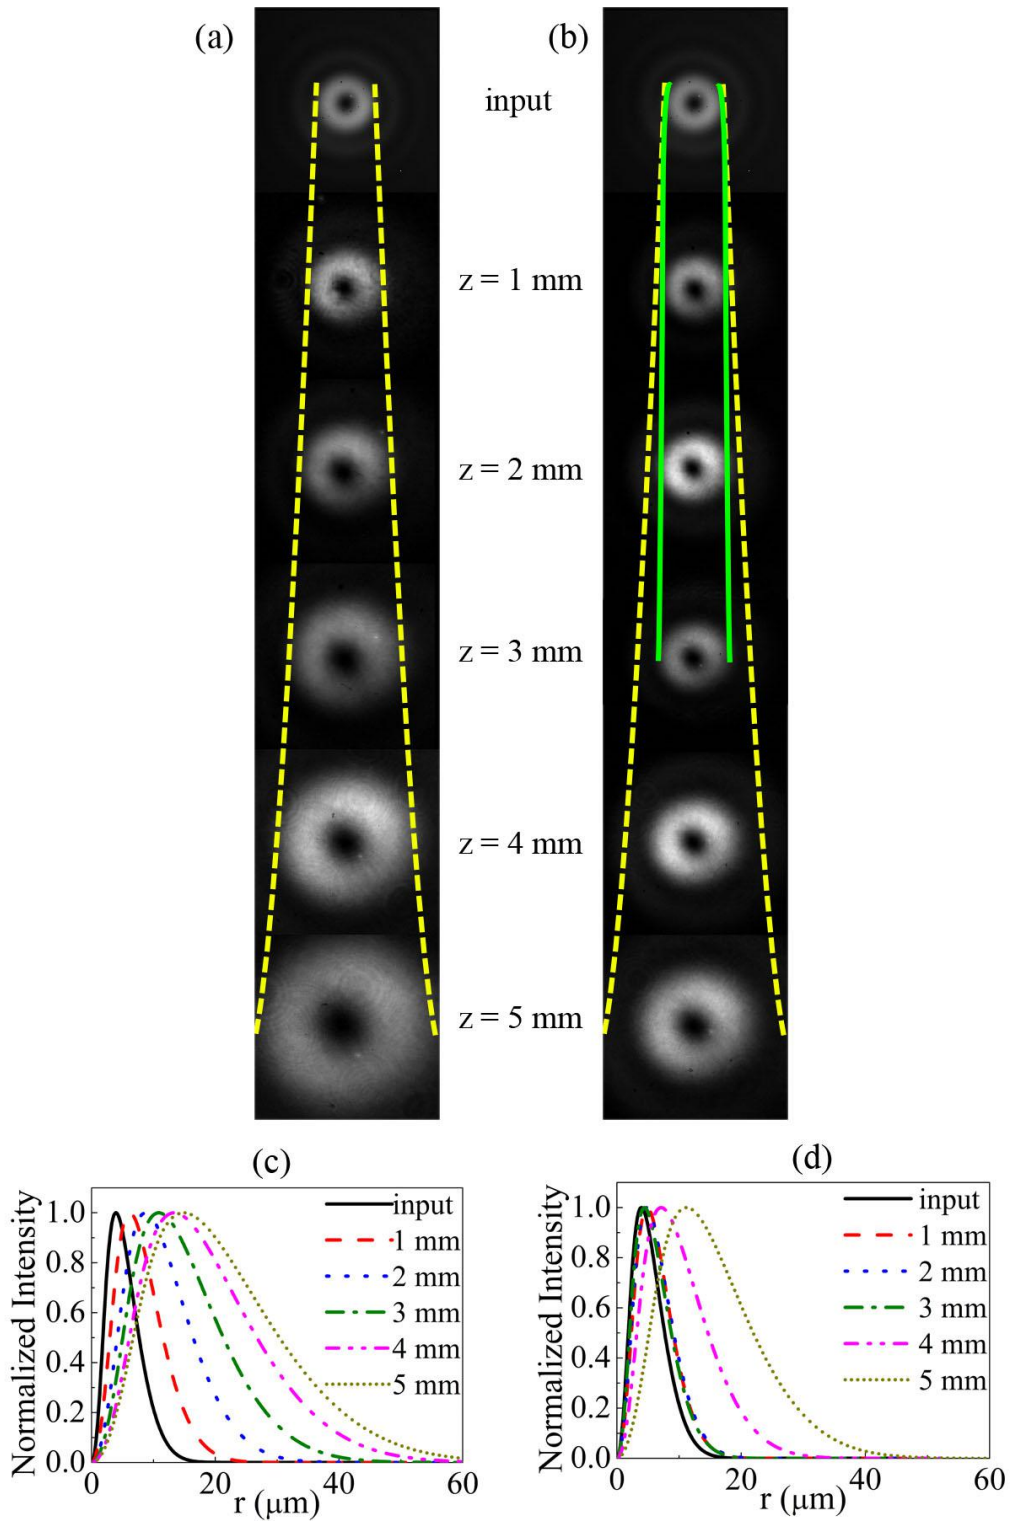 (a)
(b)
input
z = 1 mm
z = 2 mm
z = 3 mm
z = 4 mm
z = 5 mm
(c)
Normalized Intensity
1.0
0.8
0.6
0.4
0.2
0.0
0
20
40
60
r (μm)
input
1 mm
2 mm
3 mm
4 mm
5 mm
(d)
Normalized Intensity
1.0
0.8
0.6
0.4
0.2
0.0
0
20
40
60
r (μm)
input
1 mm
2 mm
3 mm
4 mm
5 mm